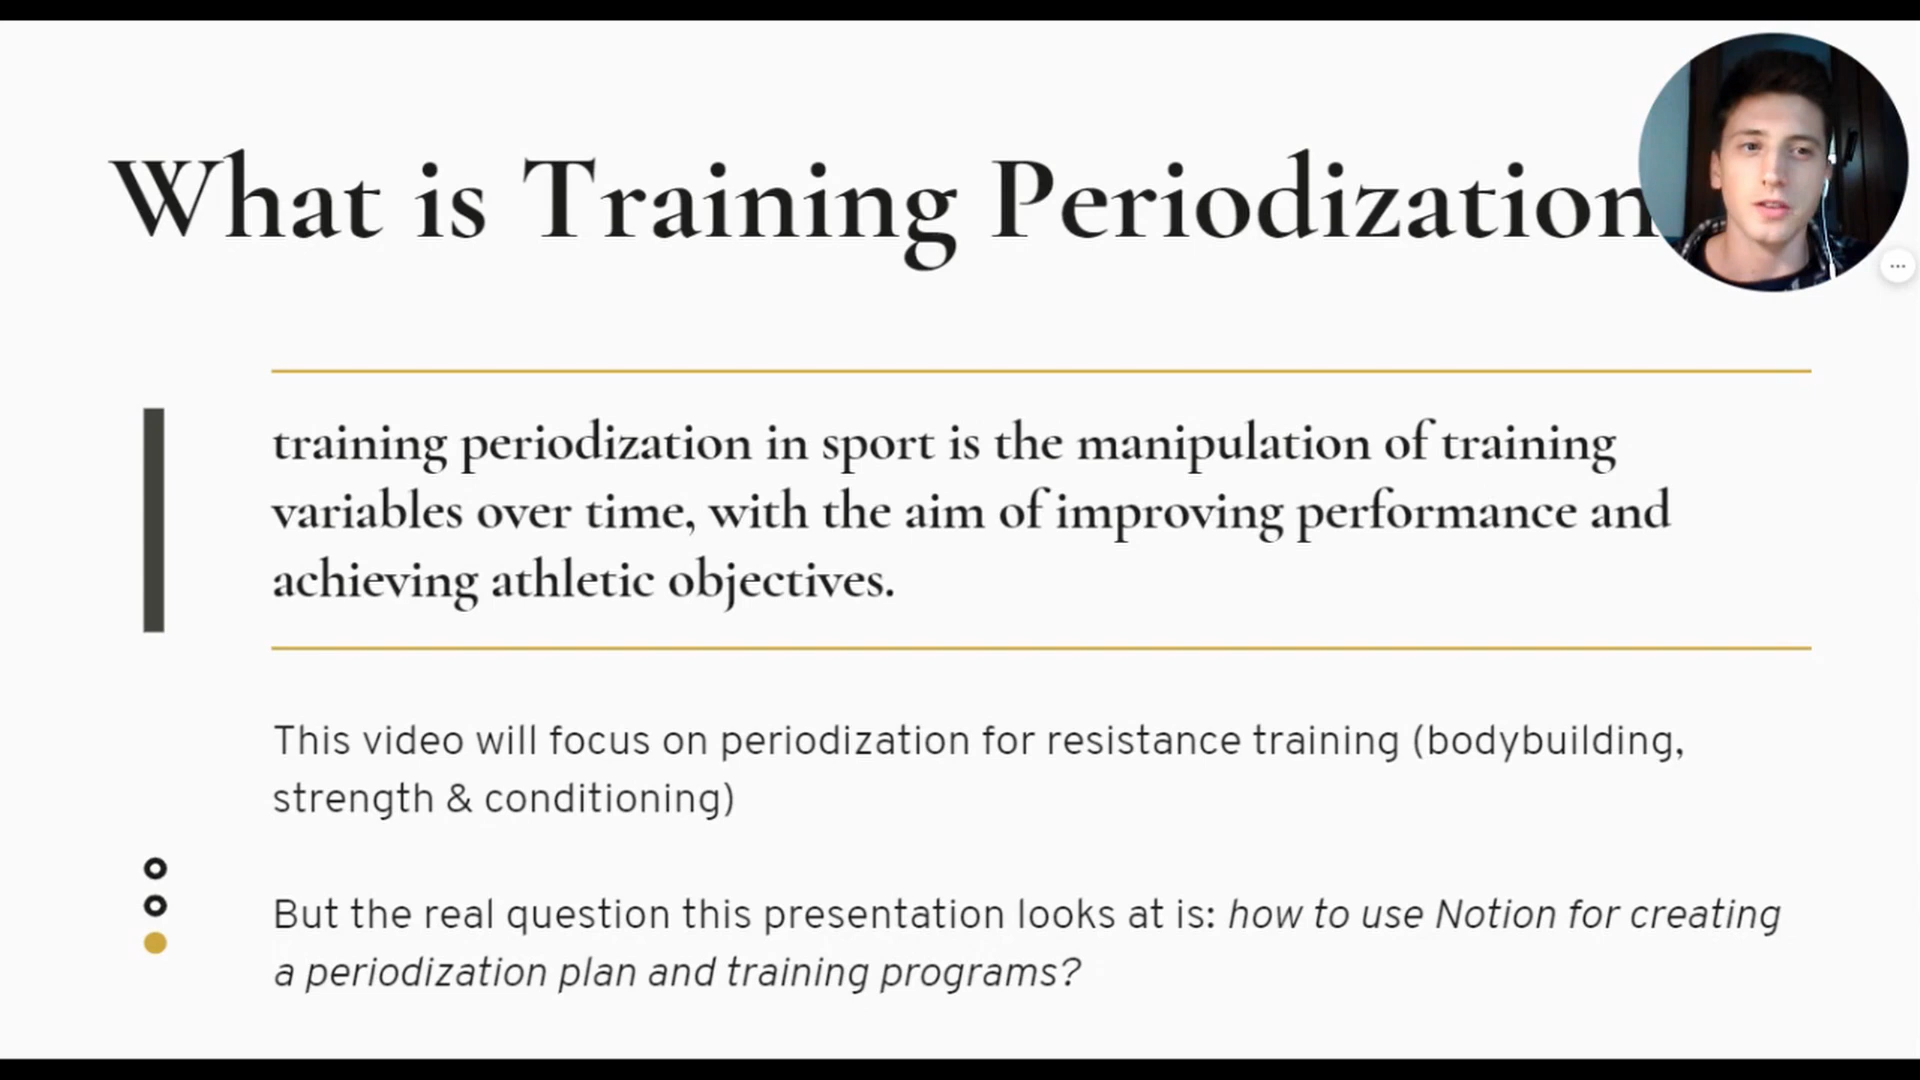 What is Training Periodization
training periodization in sport is the manipulation of training
variables over time, with the aim of improving performance and
achieving athletic objectives.
This video will focus on periodization for resistance training (bodybuilding,
strength & conditioning)
But the real question this presentation looks at is: how to use Notion for creating
a periodization plan and training programs?